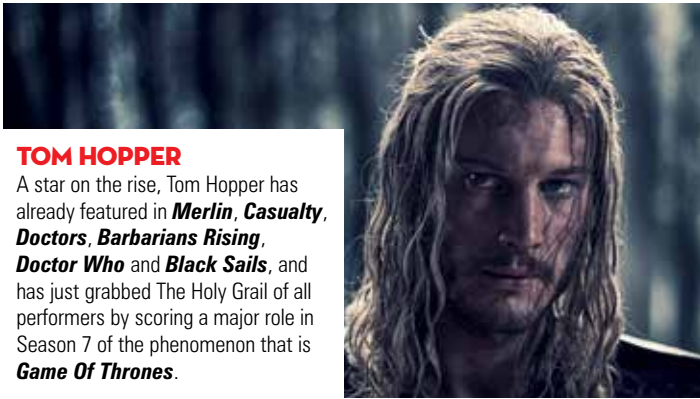 TOM HOPPER
A star on the rise, Tom Hopper has
already featured in Merlin, Casualty,
Doctors, Barbarians Rising,
Doctor Who and Black Sails, and
has just grabbed The Holy Grail of all
performers by scoring a major role in
Season 7 of the phenomenon that is
Game Of Thrones.